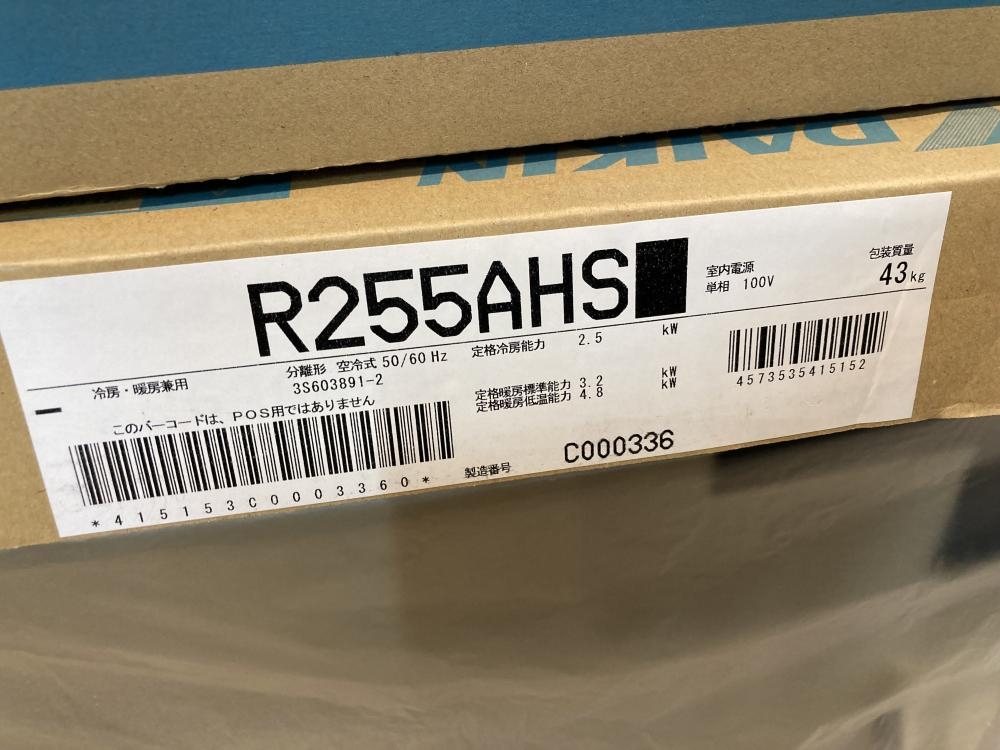 DAIKIN
R255AHS■
室内電源
単相 100V
包装質量
43kg
冷房・暖房兼用
分離形 空冷式 50/60 Hz
3S603891-2
定格冷房能力 2.5 kW
定格暖房標準能力 3.2 kW
定格暖房低温能力 4.8 kW
このバーコードは、POS用ではありません
*415153C0003360*
製造番号 C000336
4573535415152